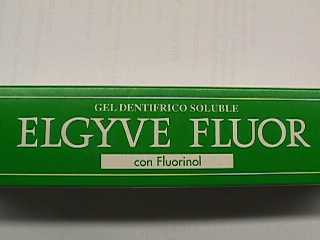 GEL DENTIFRICO SOLUBLE
ELGYVE FLUOR
con Fluorinol